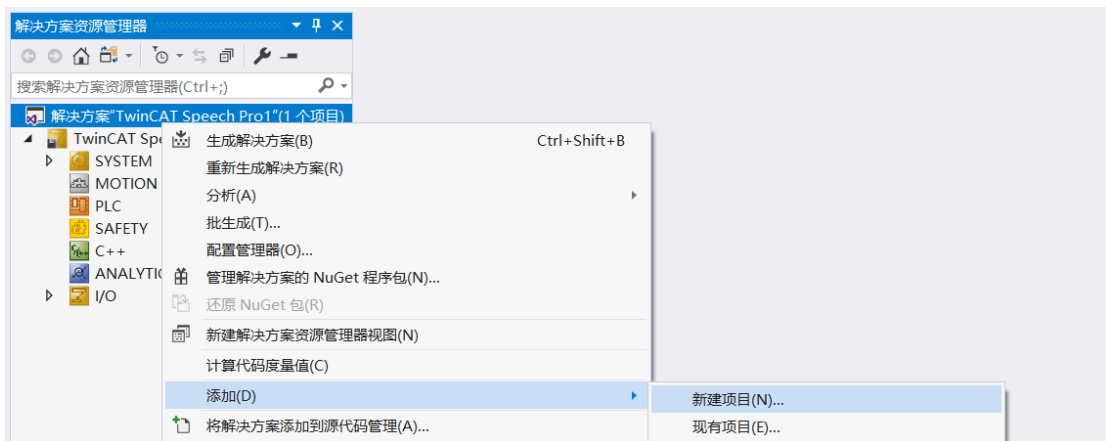 解决方案资源管理器
搜索解决方案资源管理器(Ctrl+;)
解决方案"TwinCAT Speech Pro1"(1 个项目)
TwinCAT Spe
生成解决方案(B) Ctrl+Shift+B
SYSTEM
重新生成解决方案(R)
MOTION
分析(A)
PLC
批生成(T)...
SAFETY
配置管理器(O)...
C++
ANALYTIC
管理解决方案的 NuGet 程序包(N)...
I/O
还原 NuGet 包(R)
新建解决方案资源管理器视图(N)
计算代码度量值(C)
添加(D)
新建项目(N)...
将解决方案添加到源代码管理(A)...
现有项目(E)...